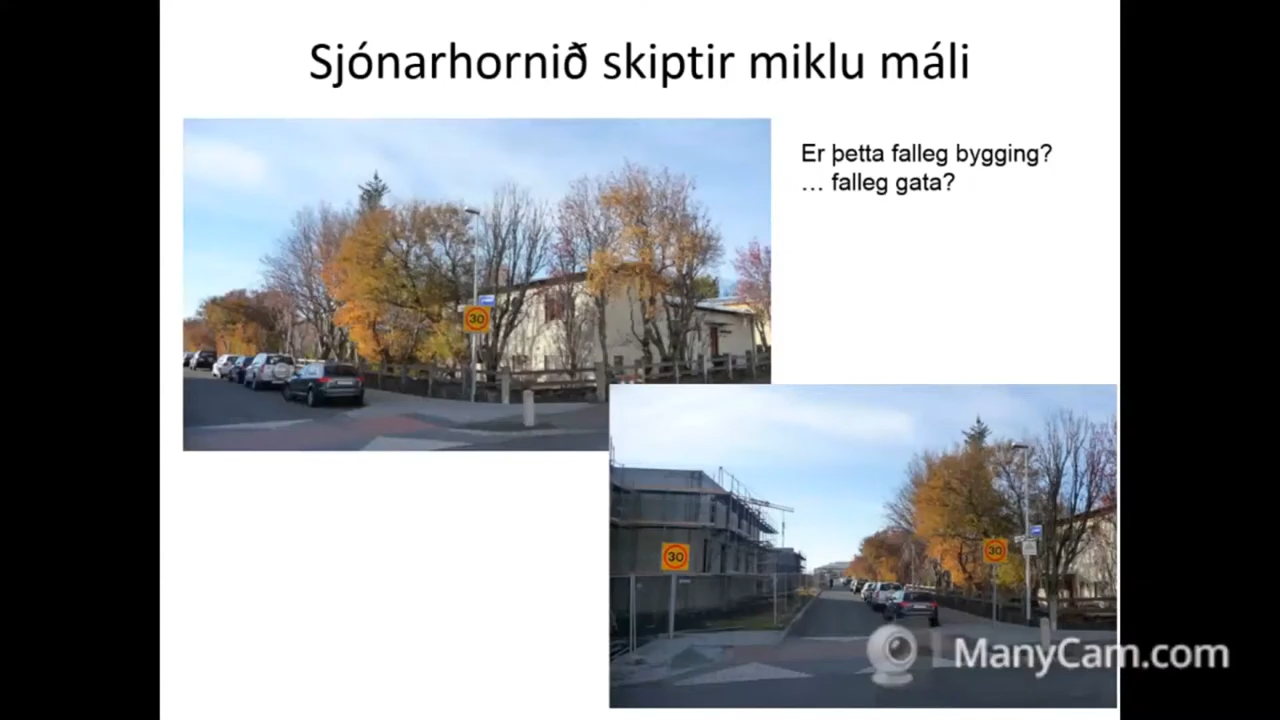 Sjónarhornið skiptir miklu máli
Er þetta falleg bygging?
… falleg gata?
30
30
30
ManyCam.com